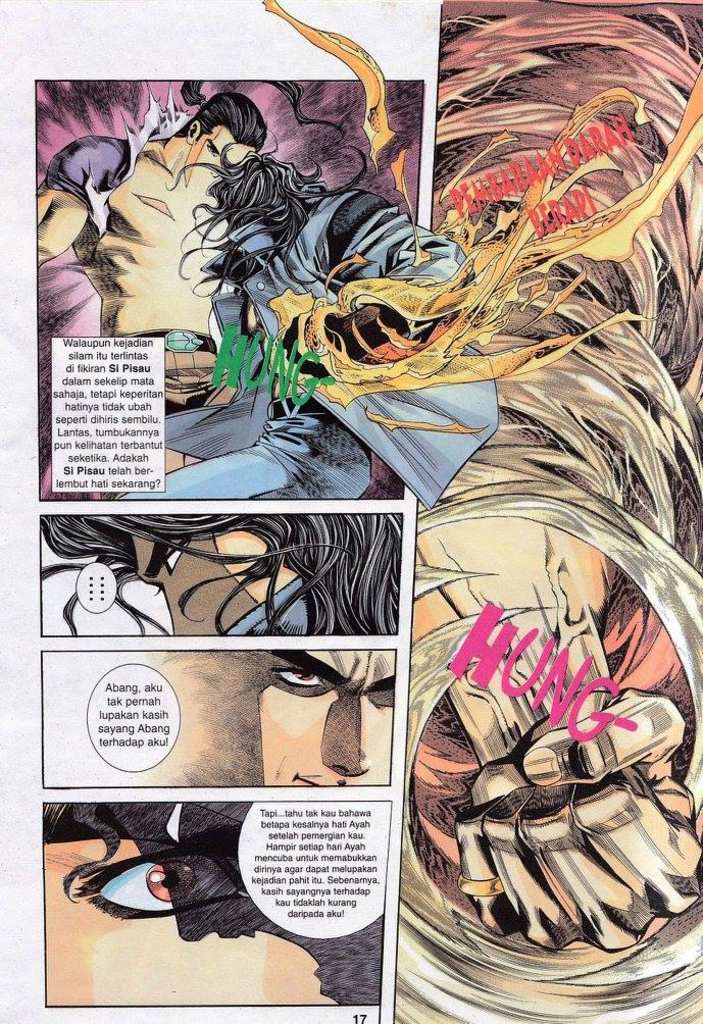 Walaupun kejadian
silam itu terlintas
di fikiran Si Pisau
dalam sekelip mata
sahaja, tetapi keperitan
hatinya tidak ubah
seperti dihiris sembilu.
Lantas, tumbukannya
pun kelihatan terbantut
seketika. Adakah
Si Pisau telah ber-
lembut hati sekarang?
HUNG-
PEMBARAAN DARAH
BERAPI
Abang, aku
tak pernah
lupakan kasih
sayang Abang
terhadap aku!
HUNG-
Tapi...tahu tak kau bahawa
betapa kesalnya hati Ayah
setelah pemergian kau.
Hampir setiap hari Ayah
mencuba untuk memabukkan
dirinya agar dapat melupakan
kejadian pahit itu. Sebenarnya,
kasih sayangnya terhadap
kau tidaklah kurang
daripada aku!
17